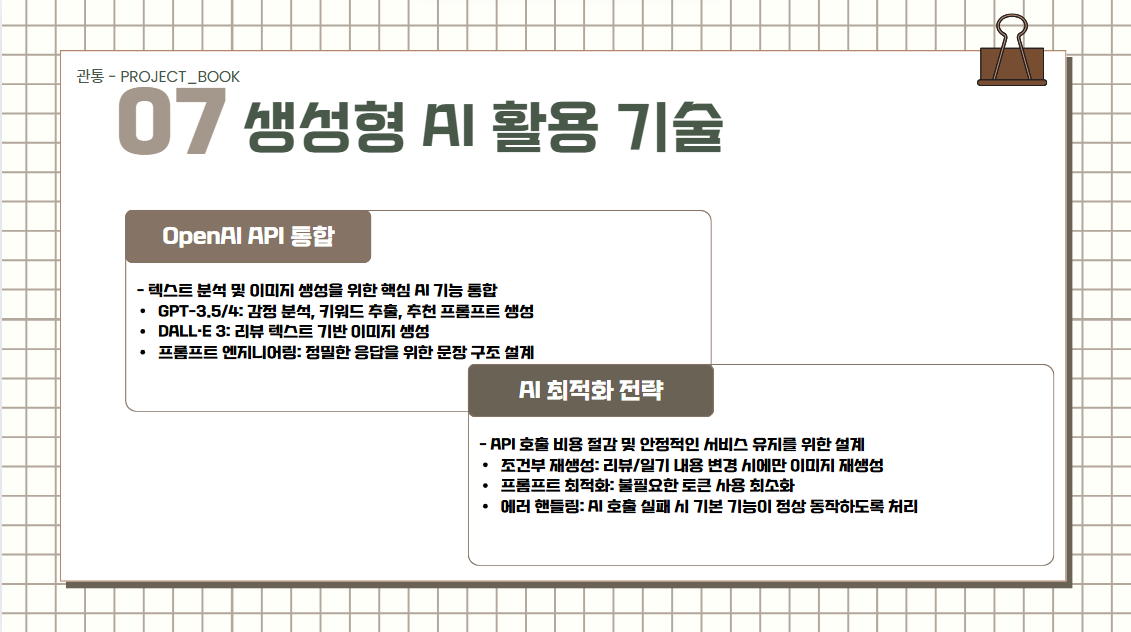 관통 - PROJECT_BOOK
07 생성형 AI 활용 기술
OpenAI API 통합
- 텍스트 분석 및 이미지 생성을 위한 핵심 AI 기능 통합
• GPT-3.5/4: 감정 분석, 키워드 추출, 추천 프롬프트 생성
• DALL·E 3: 리뷰 텍스트 기반 이미지 생성
• 프롬프트 엔지니어링: 정밀한 응답을 위한 문장 구조 설계
AI 최적화 전략
- API 호출 비용 절감 및 안정적인 서비스 유지를 위한 설계
• 조건부 재생성: 리뷰/일기 내용 변경 시에만 이미지 재생성
• 프롬프트 최적화: 불필요한 토큰 사용 최소화
• 에러 핸들링: AI 호출 실패 시 기본 기능이 정상 동작하도록 처리